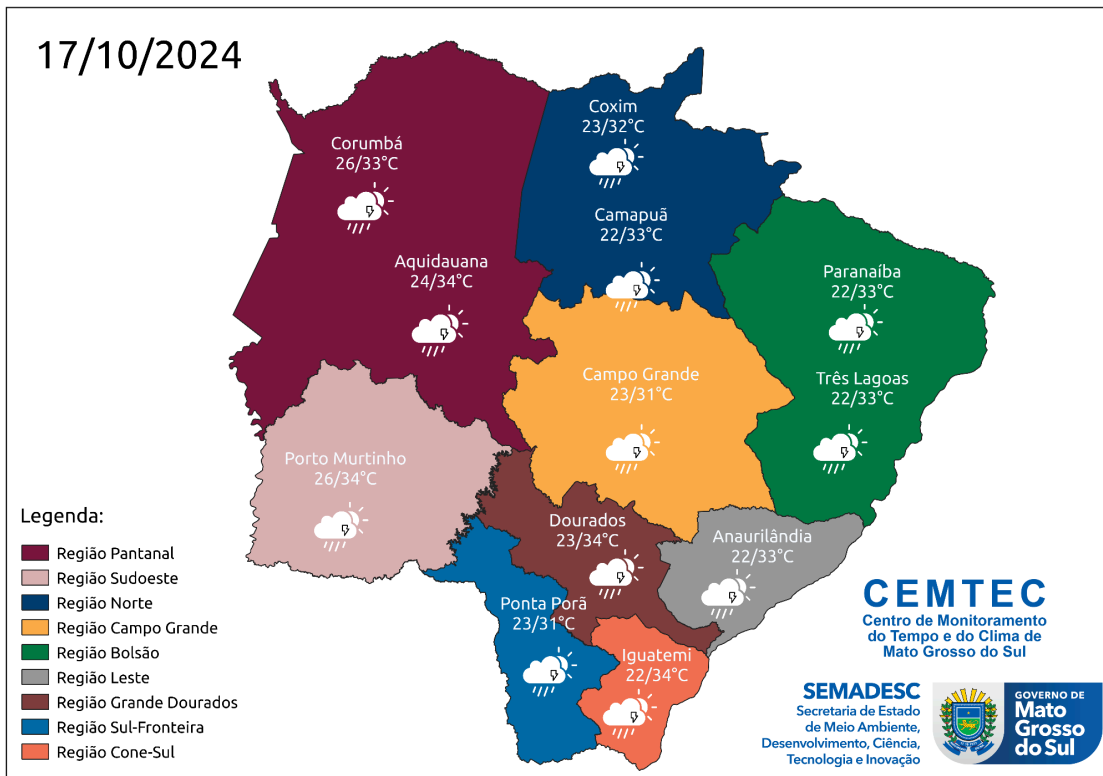 17/10/2024
Coxim
23/32°C
Corumbá
26/33°C
Camapuã
22/33°C
Aquidauana
24/34°C
Paranaíba
22/33°C
Campo Grande
23/31°C
Três Lagoas
22/33°C
Porto Murtinho
26/34°C
Dourados
23/34°C
Anaurilândia
22/33°C
Ponta Porã
23/31°C
Iguatemi
22/34°C
Legenda:
Região Pantanal
Região Sudoeste
Região Norte
Região Campo Grande
Região Bolsão
Região Leste
Região Grande Dourados
Região Sul-Fronteira
Região Cone-Sul
CEMTEC
Centro de Monitoramento
do Tempo e do Clima de
Mato Grosso do Sul
SEMADESC
Secretaria de Estado
de Meio Ambiente,
Desenvolvimento, Ciência,
Tecnologia e Inovação
GOVERNO DE
Mato
Grosso
do Sul